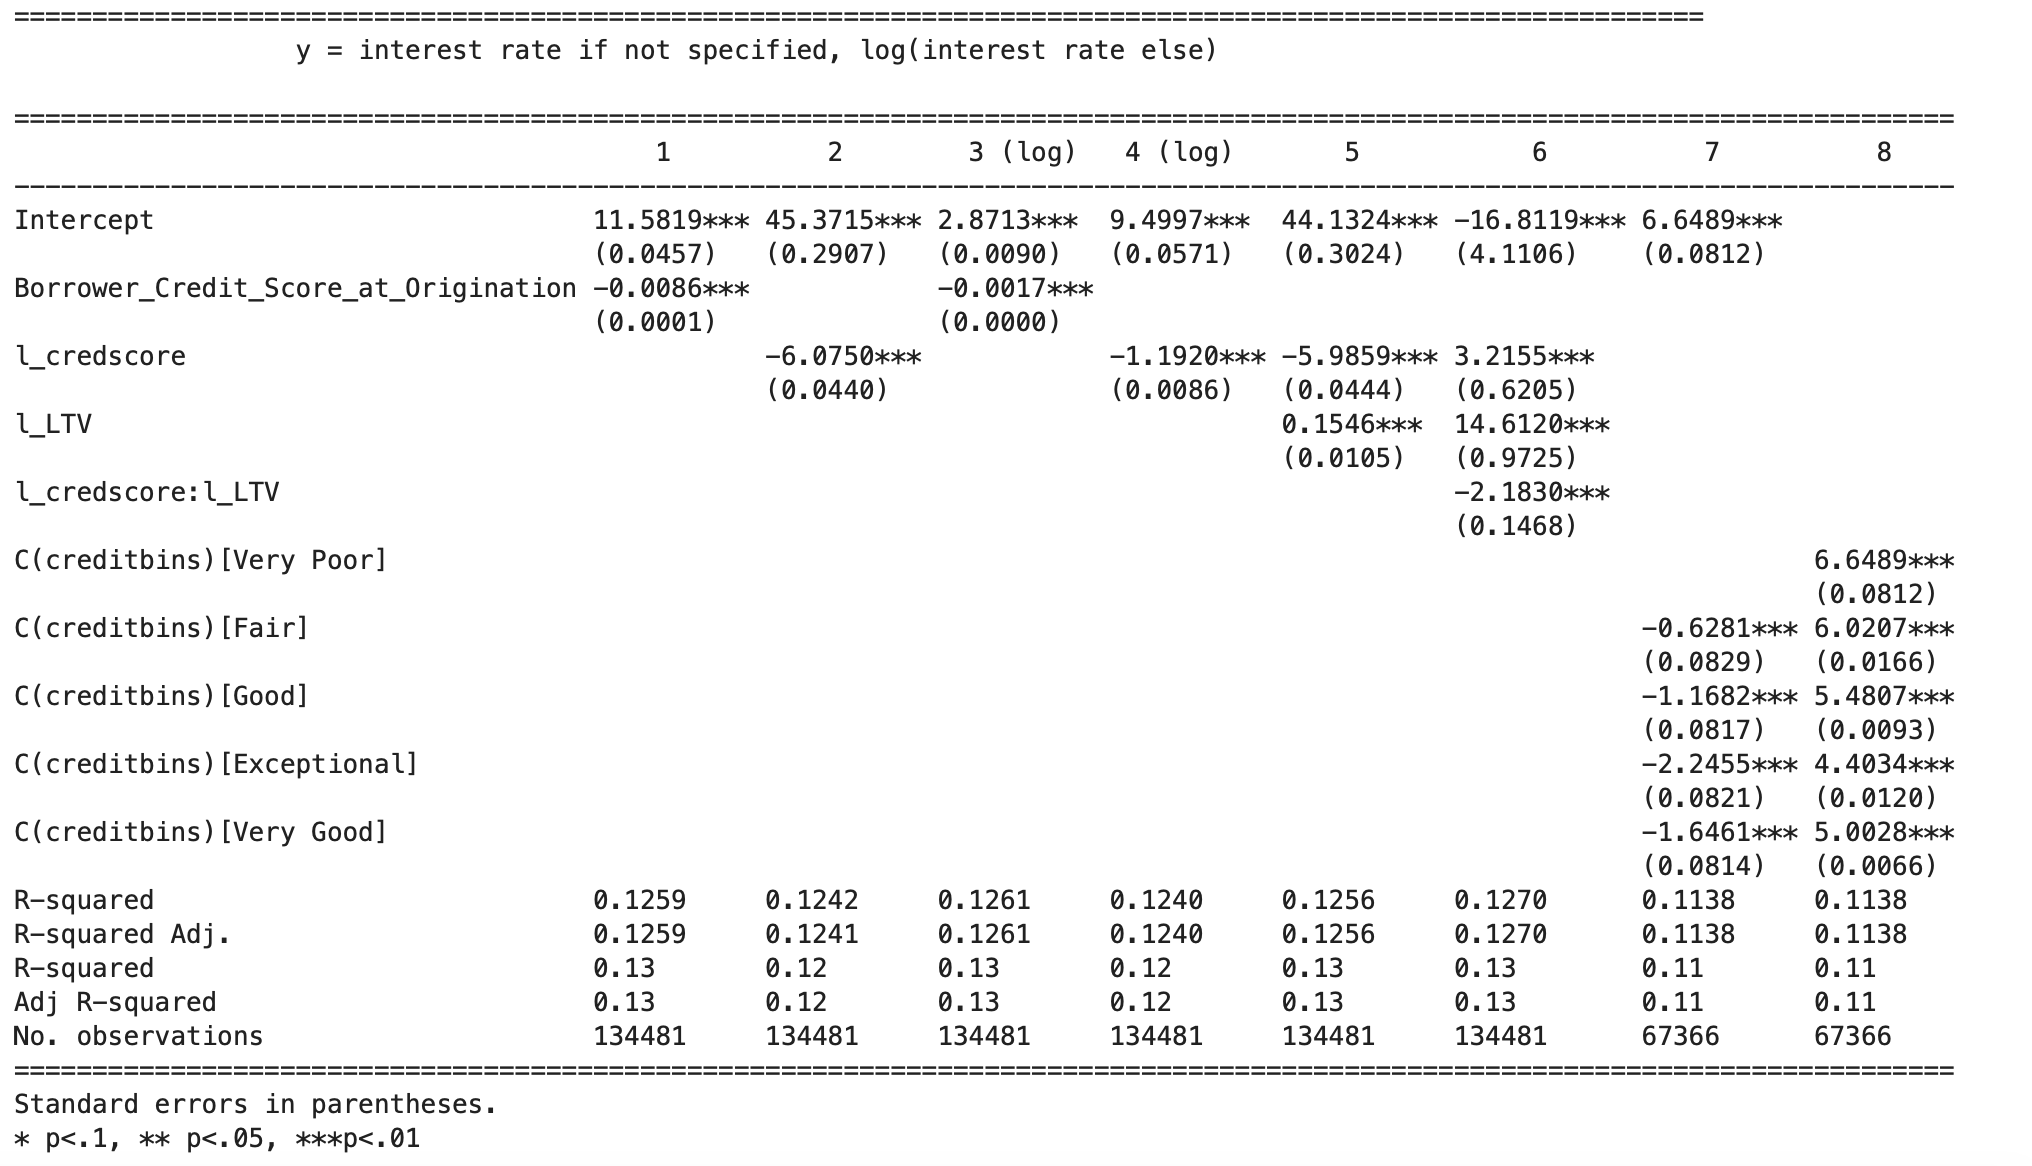 ==================================================================================================================
y = interest rate if not specified, log(interest rate else)
==================================================================================================================
1 2 3 (log) 4 (log) 5 6 7 8
------------------------------------------------------------------------------------------------------------------
Intercept 11.5819*** 45.3715*** 2.8713*** 9.4997*** 44.1324*** -16.8119*** 6.6489***
(0.0457) (0.2907) (0.0090) (0.0571) (0.3024) (4.1106) (0.0812)
Borrower_Credit_Score_at_Origination -0.0086*** -0.0017***
(0.0001) (0.0000)
l_credscore -6.0750*** -1.1920*** -5.9859*** 3.2155***
(0.0440) (0.0086) (0.0444) (0.6205)
l_LTV 0.1546*** 14.6120***
(0.0105) (0.9725)
l_credscore:l_LTV -2.1830***
(0.1468)
C(creditbins)[Very Poor] 6.6489***
(0.0812)
C(creditbins)[Fair] -0.6281*** 6.0207***
(0.0829) (0.0166)
C(creditbins)[Good] -1.1682*** 5.4807***
(0.0817) (0.0093)
C(creditbins)[Exceptional] -2.2455*** 4.4034***
(0.0821) (0.0120)
C(creditbins)[Very Good] -1.6461*** 5.0028***
(0.0814) (0.0066)
R-squared 0.1259 0.1242 0.1261 0.1240 0.1256 0.1270 0.1138 0.1138
R-squared Adj. 0.1259 0.1241 0.1261 0.1240 0.1256 0.1270 0.1138 0.1138
R-squared 0.13 0.12 0.13 0.12 0.13 0.13 0.11 0.11
Adj R-squared 0.13 0.12 0.13 0.12 0.13 0.13 0.11 0.11
No. observations 134481 134481 134481 134481 134481 134481 67366 67366
==================================================================================================================
Standard errors in parentheses.
* p<.1, ** p<.05, ***p<.01